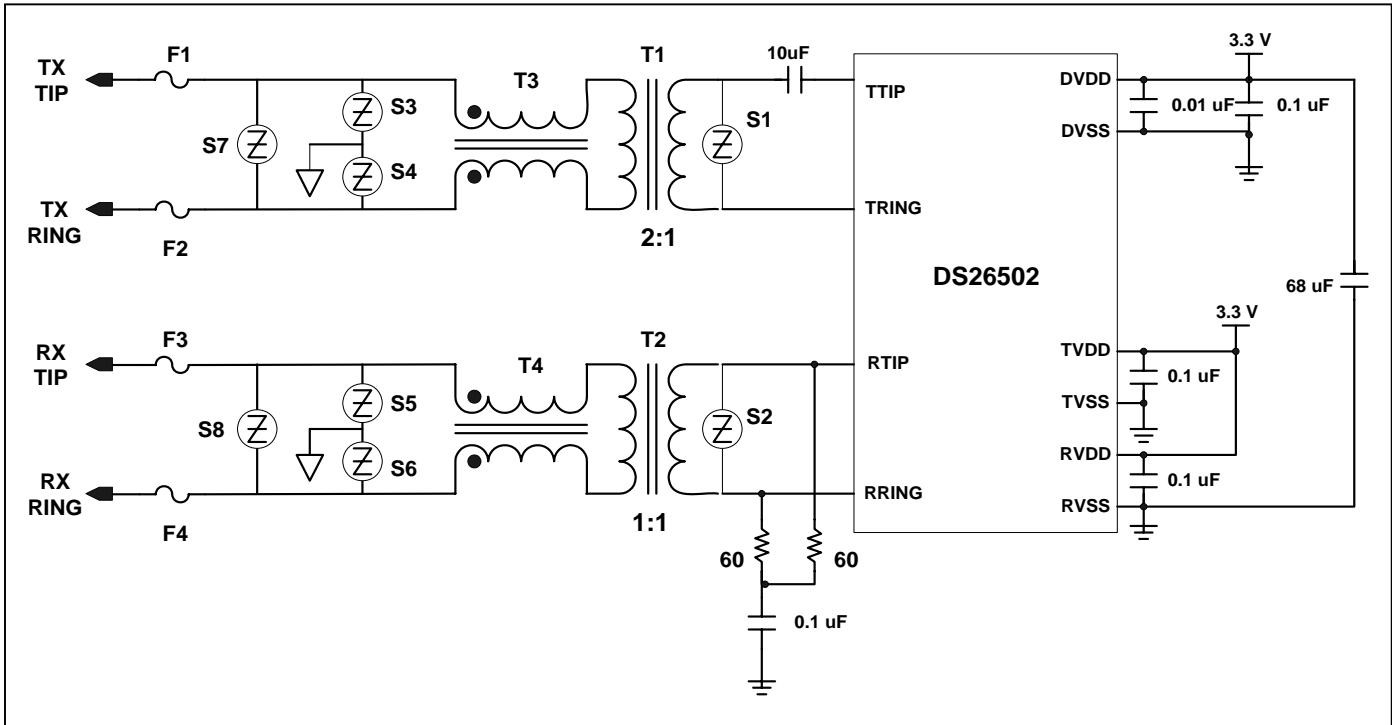 F1
TX
TIP
T3
T1
10uF
TTIP
S7
S3
S4
S1
TX
RING
F2
2:1
TRING
DS26502
DVDD
DVSS
3.3 V
0.01 uF
0.1 uF
68 uF
3.3 V
TVDD
0.1 uF
TVSS
RVDD
0.1 uF
RVSS
F3
RX
TIP
T4
T2
RTIP
S8
S5
S6
S2
RX
RING
F4
1:1
RRING
60
60
0.1 uF